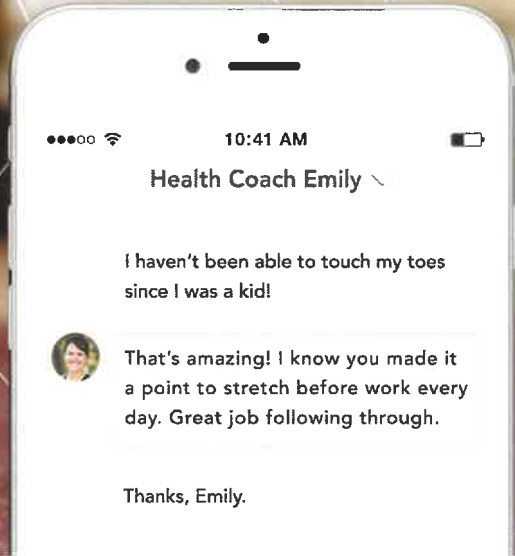 10:41 AM
Health Coach Emily
I haven't been able to touch my toes
since I was a kid!
That's amazing! I know you made it
a point to stretch before work every
day. Great job following through.
Thanks, Emily.